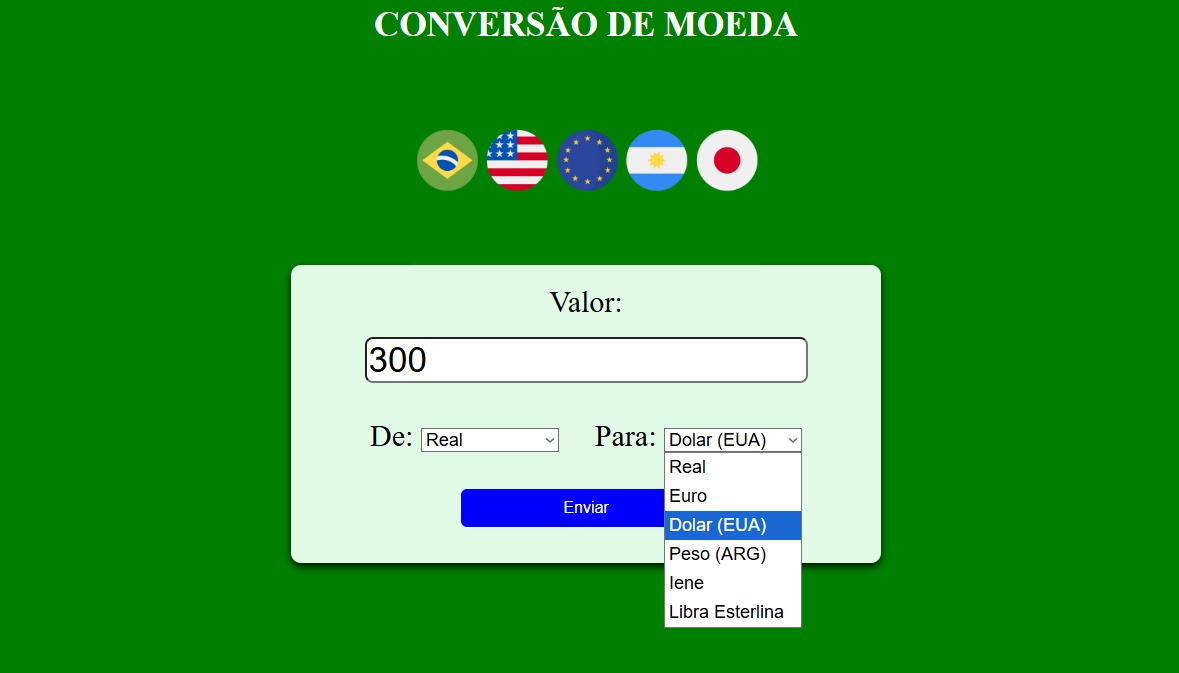 CONVERSÃO DE MOEDA
Valor:
300
De: Real Para: Dolar (EUA)
Real
Euro
Enviar
Dolar (EUA)
Peso (ARG)
Iene
Libra Esterlina